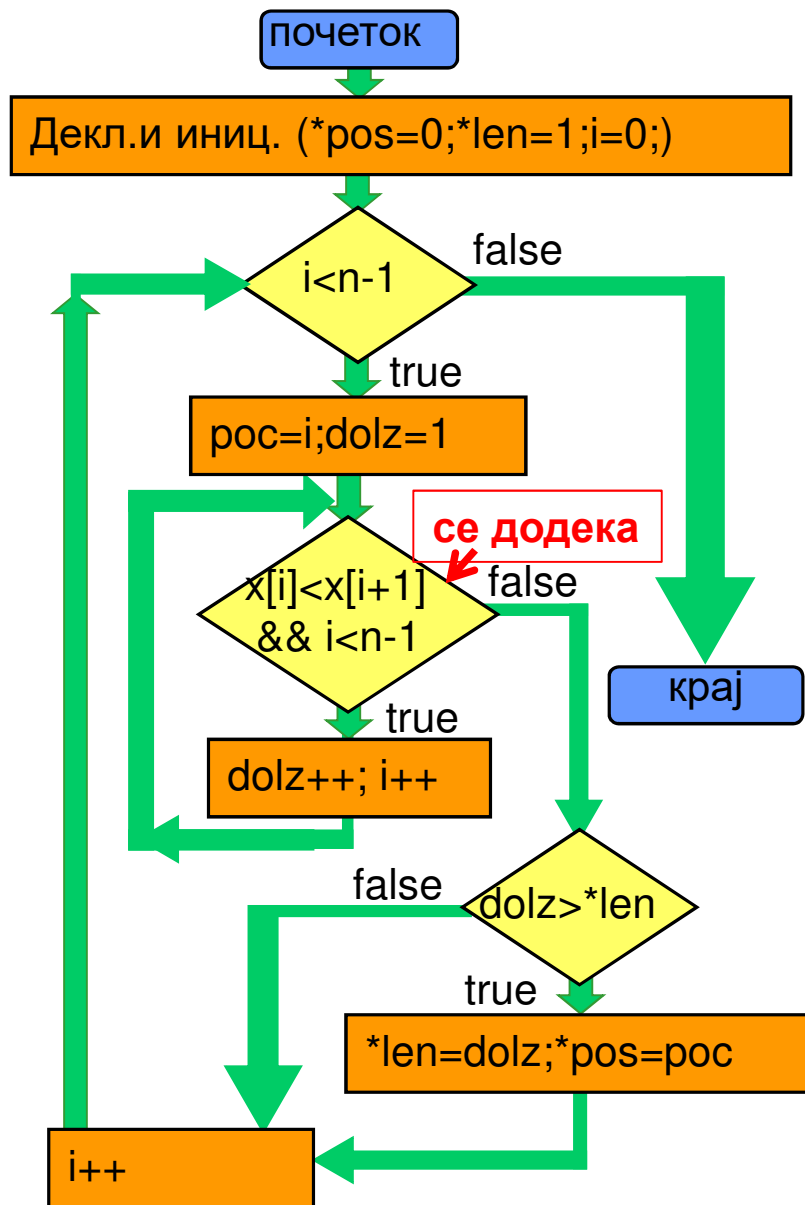 почеток
Декл.и иниц. (*pos=0;*len=1;i=0;)
i<n-1
false
true
poc=i;dolz=1
се додека
x[i]<x[i+1]
&& i<n-1
false
крај
true
dolz++; i++
false
dolz>*len
true
*len=dolz;*pos=poc
i++